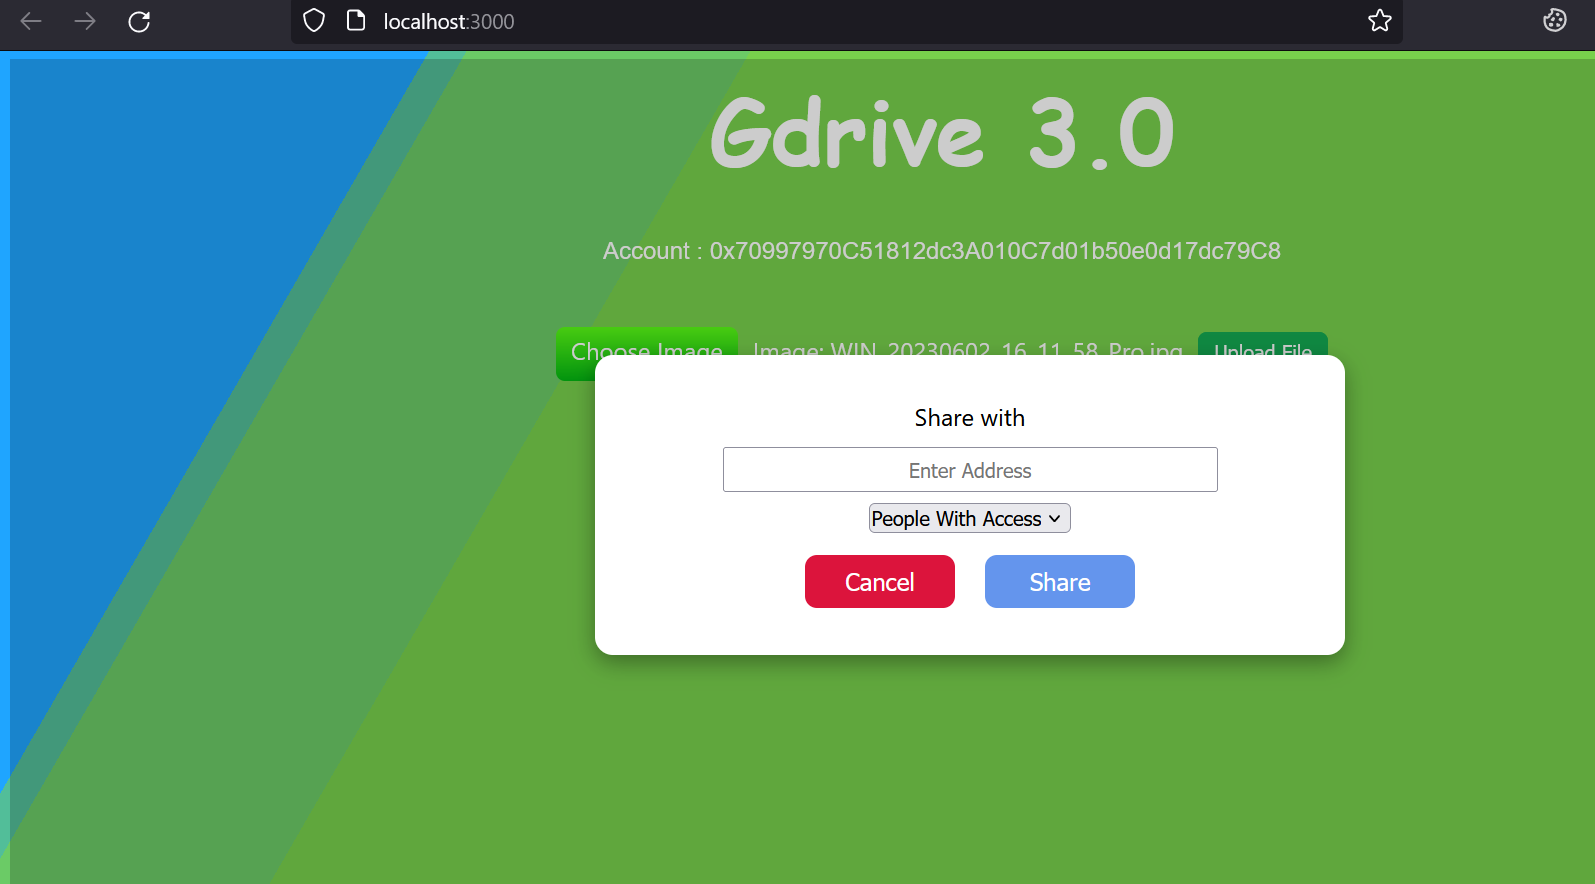 localhost:3000
Gdrive 3.0
Account : 0x70997970C51812dc3A010C7d01b50e0d17dc79C8
Choose Image Image: WIN_20230602_16_11_58_Pro.jpg Upload File
Share with
Enter Address
People With Access
Cancel Share